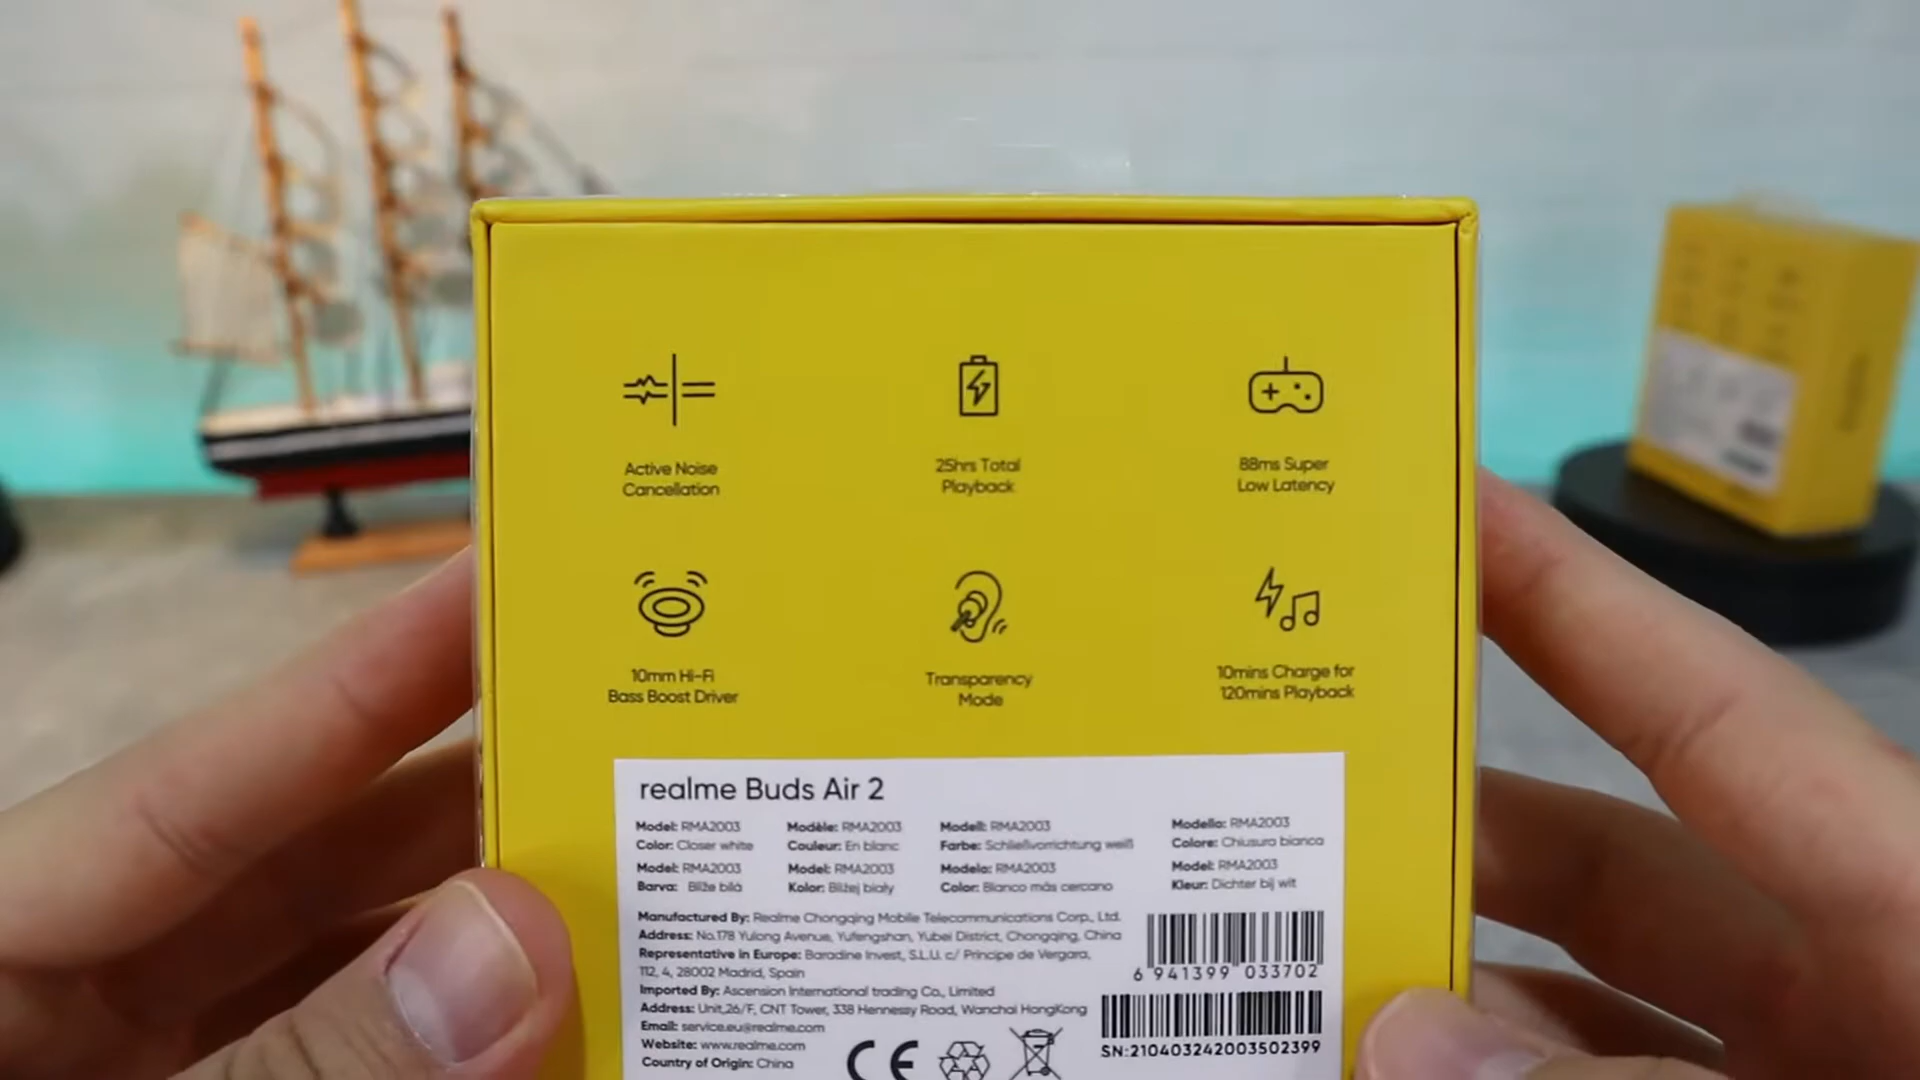 Active Noise
Cancellation
25hrs Total
Playback
88ms Super
Low Latency
10mm Hi-Fi
Bass Boost Driver
Transparency
Mode
10mins Charge for
120mins Playback
realme Buds Air 2
Model: RMA2003
Color: Closer white
Modèle: RMA2003
Couleur: En blanc
Modell: RMA2003
Farbe: Schließvorrichtung weiß
Modello: RMA2003
Colore: Chiusura bianca
Model: RMA2003
Barva: Blíže bílá
Model: RMA2003
Kolor: Bliżej biały
Modelo: RMA2003
Color: Blanco más cercano
Model: RMA2003
Kleur: Dichter bij wit
Manufactured By: Realme Chongqing Mobile Telecommunications Corp., Ltd.
Address: No.178 Yulong Avenue, Yufengshan, Yubei District, Chongqing, China
Representative in Europe: Baradine Invest, S.L.U. c/ Principe de Vergara,
112, 4, 28002 Madrid, Spain
Imported By: Ascension International trading Co., Limited
Address: Unit,26/F, CNT Tower, 338 Hennessy Road, Wanchai HongKong
Email: service.eu@realme.com
Website: www.realme.com
Country of Origin: China
CE
6 941399 033702
SN:210403242003502399